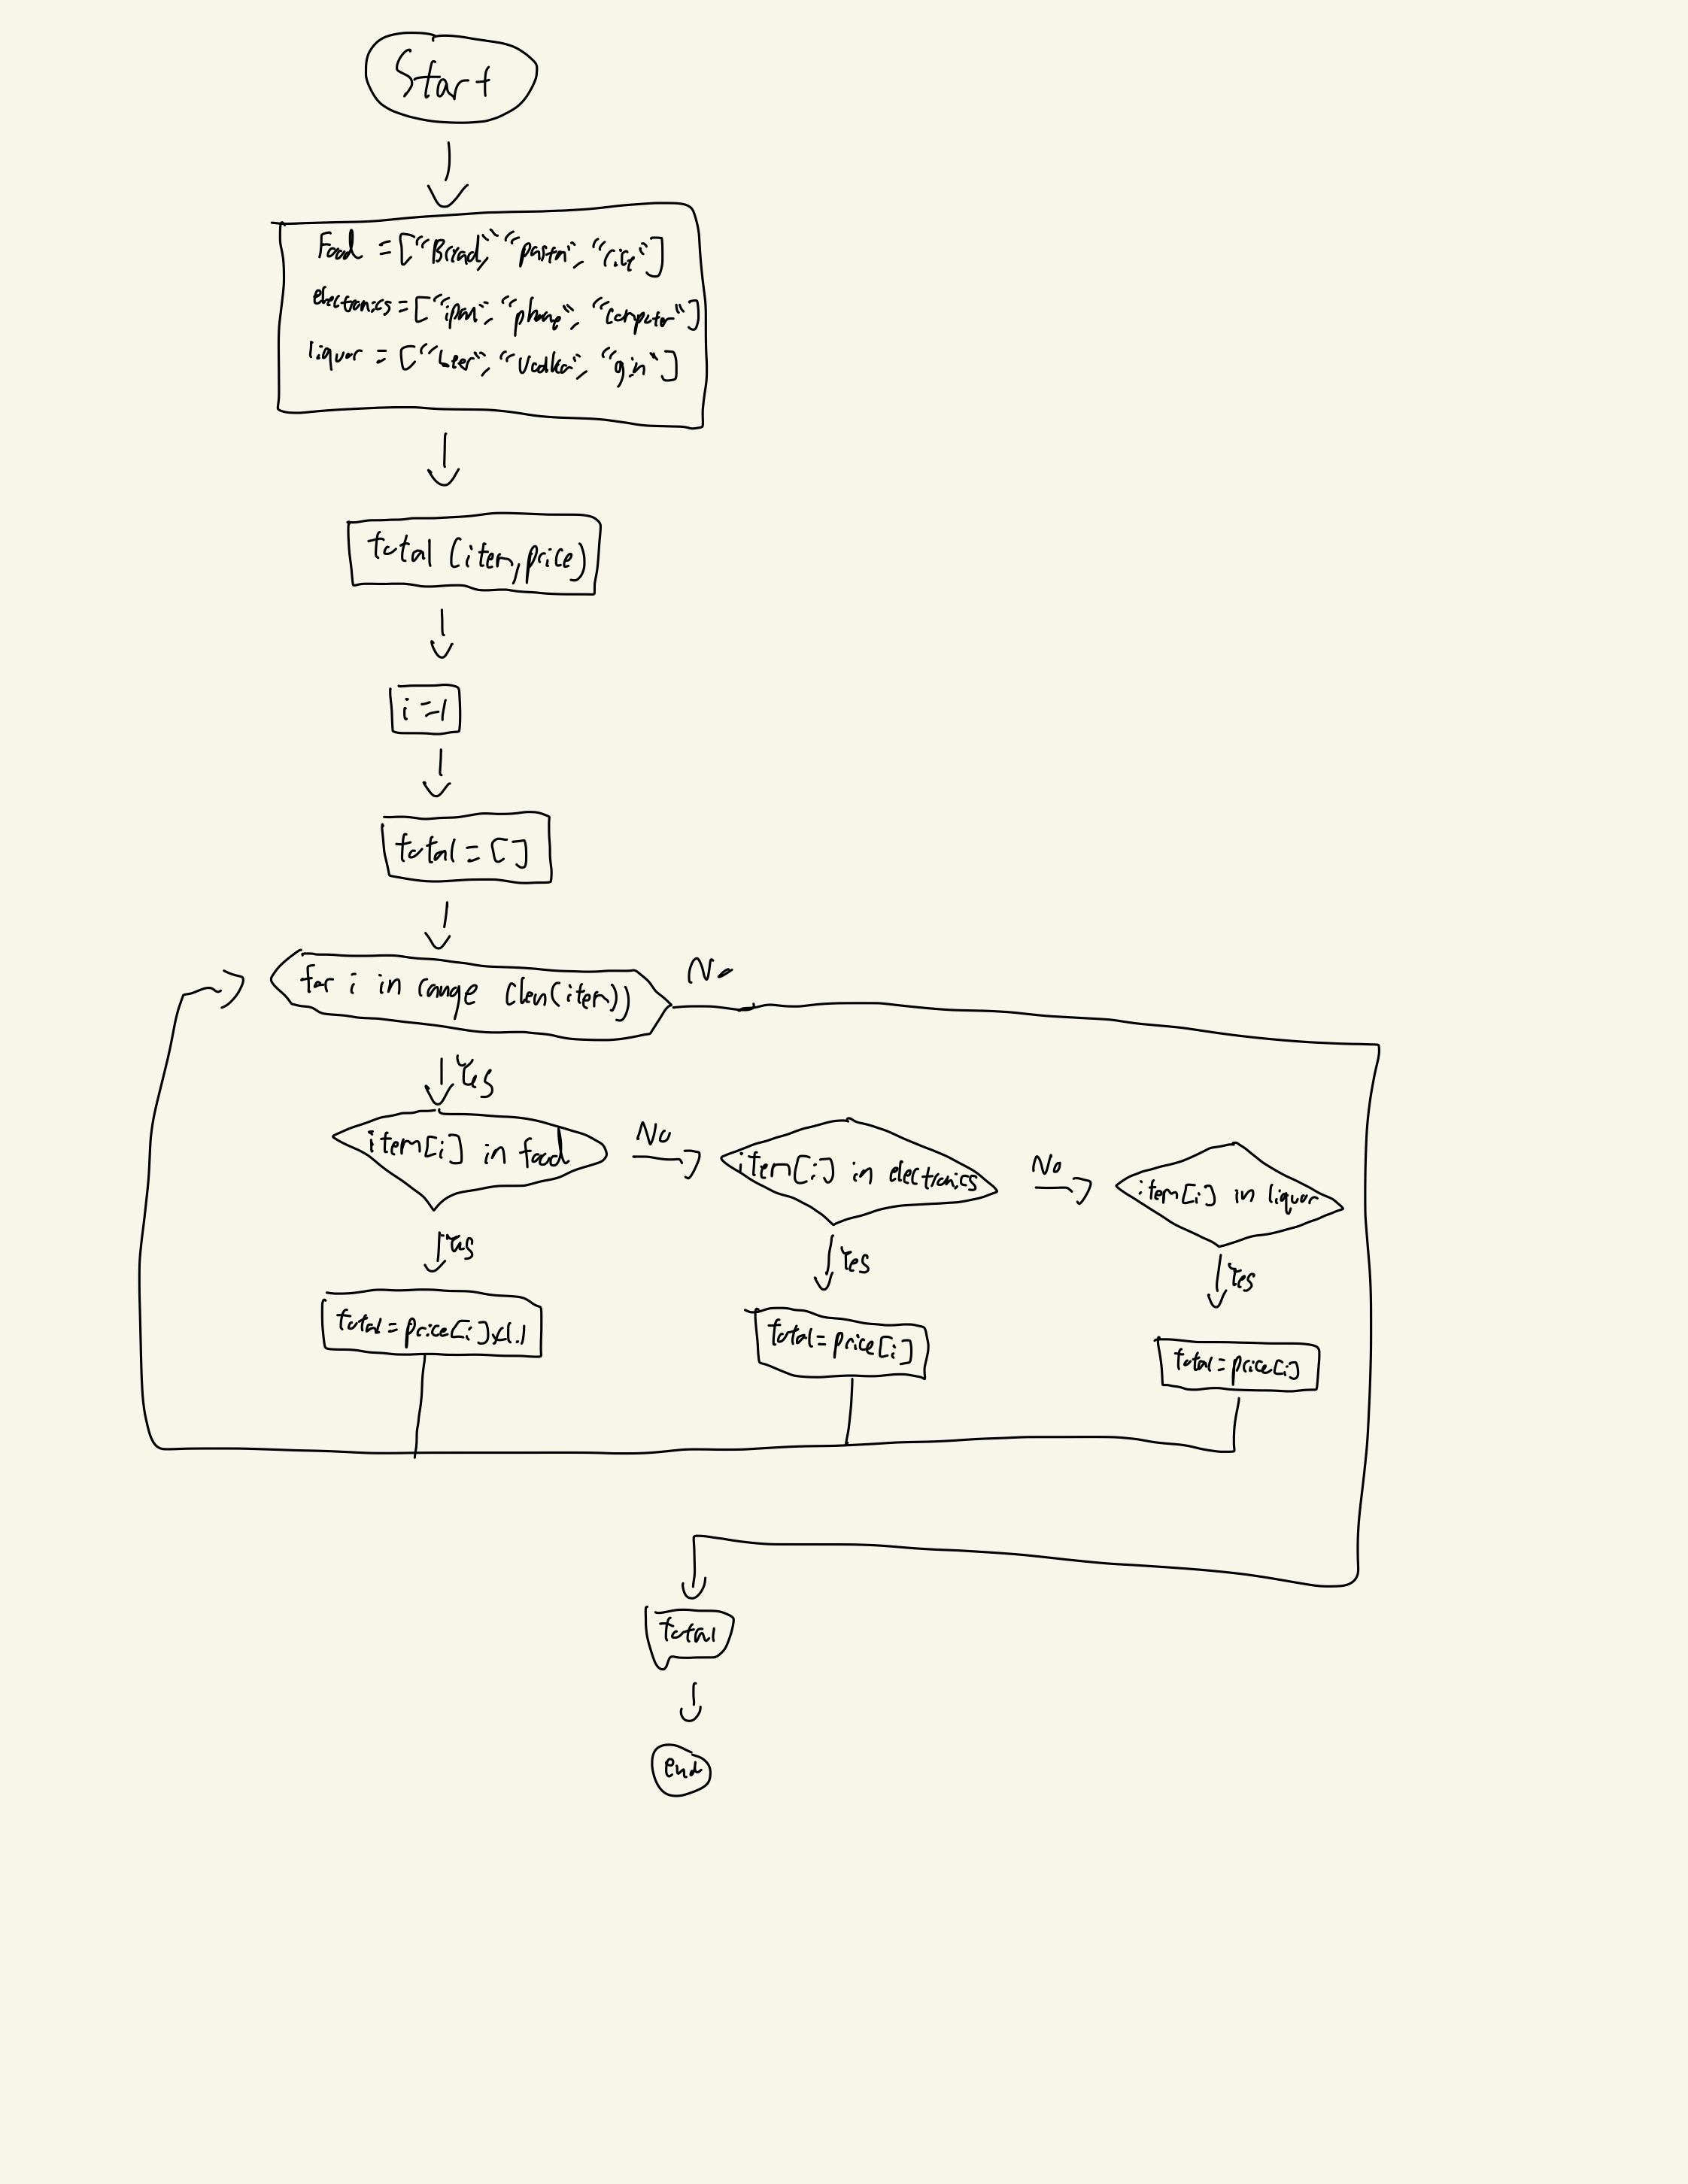 Start
Food = ["Bread", "pasta", "rice"]
electronics = ["ipad", "phone", "computer"]
liquor = ["beer", "Vodka", "gin"]
total (item, price)
i=1
total = []
for i in range (len(item))
No
Yes
item[i] in food
No
item[i] in electronics
No
item[i] in liquor
Yes
Yes
Yes
total = price[i]x1.1
total = price[i]
total = price[i]
total
end